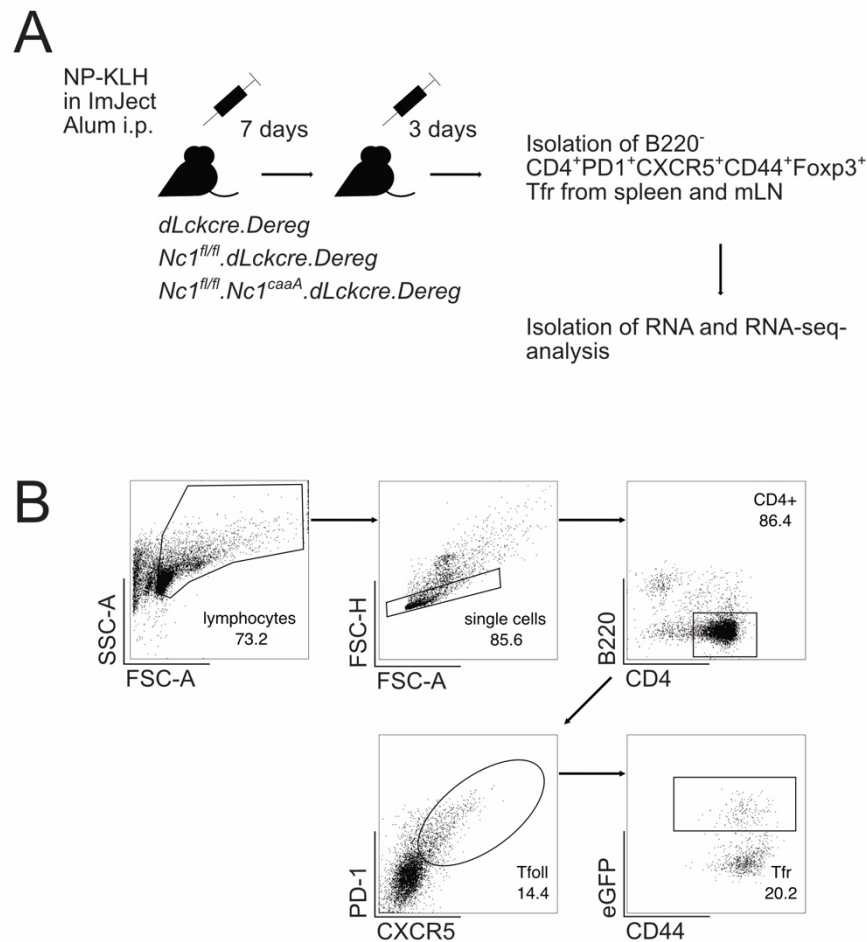 A
NP-KLH
in ImJect
Alum i.p.
7 days
3 days
Isolation of B220⁻
CD4⁺PD1⁺CXCR5⁺CD44⁺Foxp3⁺
Tfr from spleen and mLN
dLckcre.Dereg
Nc1ᶠˡ/ᶠˡ.dLckcre.Dereg
Nc1ᶠˡ/ᶠˡ.Nc1ᶜᵃᵃᴬ.dLckcre.Dereg
Isolation of RNA and RNA-seq-
analysis
B
SSC-A
lymphocytes
73.2
FSC-A
FSC-H
single cells
85.6
FSC-A
CD4+
86.4
B220
CD4
PD-1
Tfoll
14.4
CXCR5
eGFP
Tfr
20.2
CD44